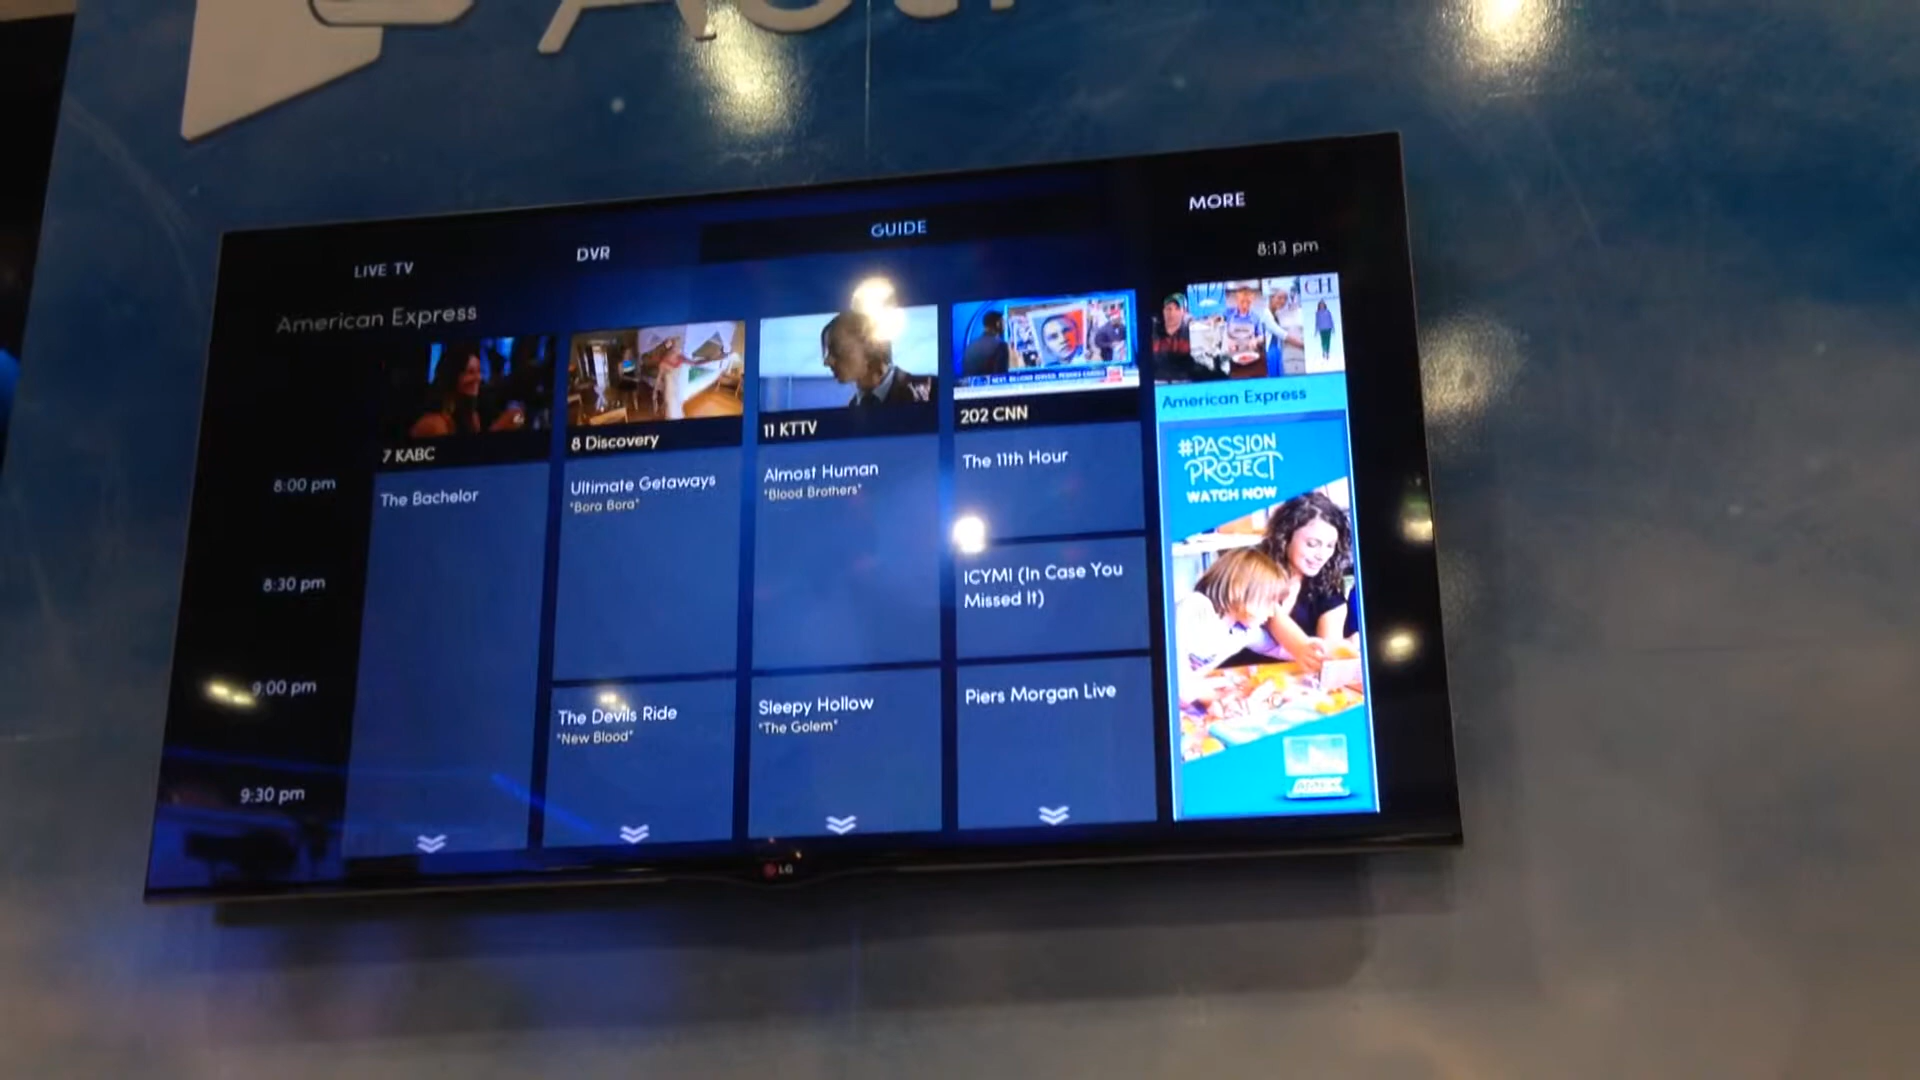 LIVE TV
DVR
GUIDE
MORE
8:13 pm
American Express
CH
7 KABC
8 Discovery
11 KTTV
202 CNN
American Express
8:00 pm
8:30 pm
9:00 pm
9:30 pm
The Bachelor
Ultimate Getaways
"Bora Bora"
The Devils Ride
"New Blood"
Almost Human
"Blood Brothers"
Sleepy Hollow
"The Golem"
The 11th Hour
ICYMI (In Case You
Missed It)
Piers Morgan Live
#PASSION
PROJECT
WATCH NOW
LG